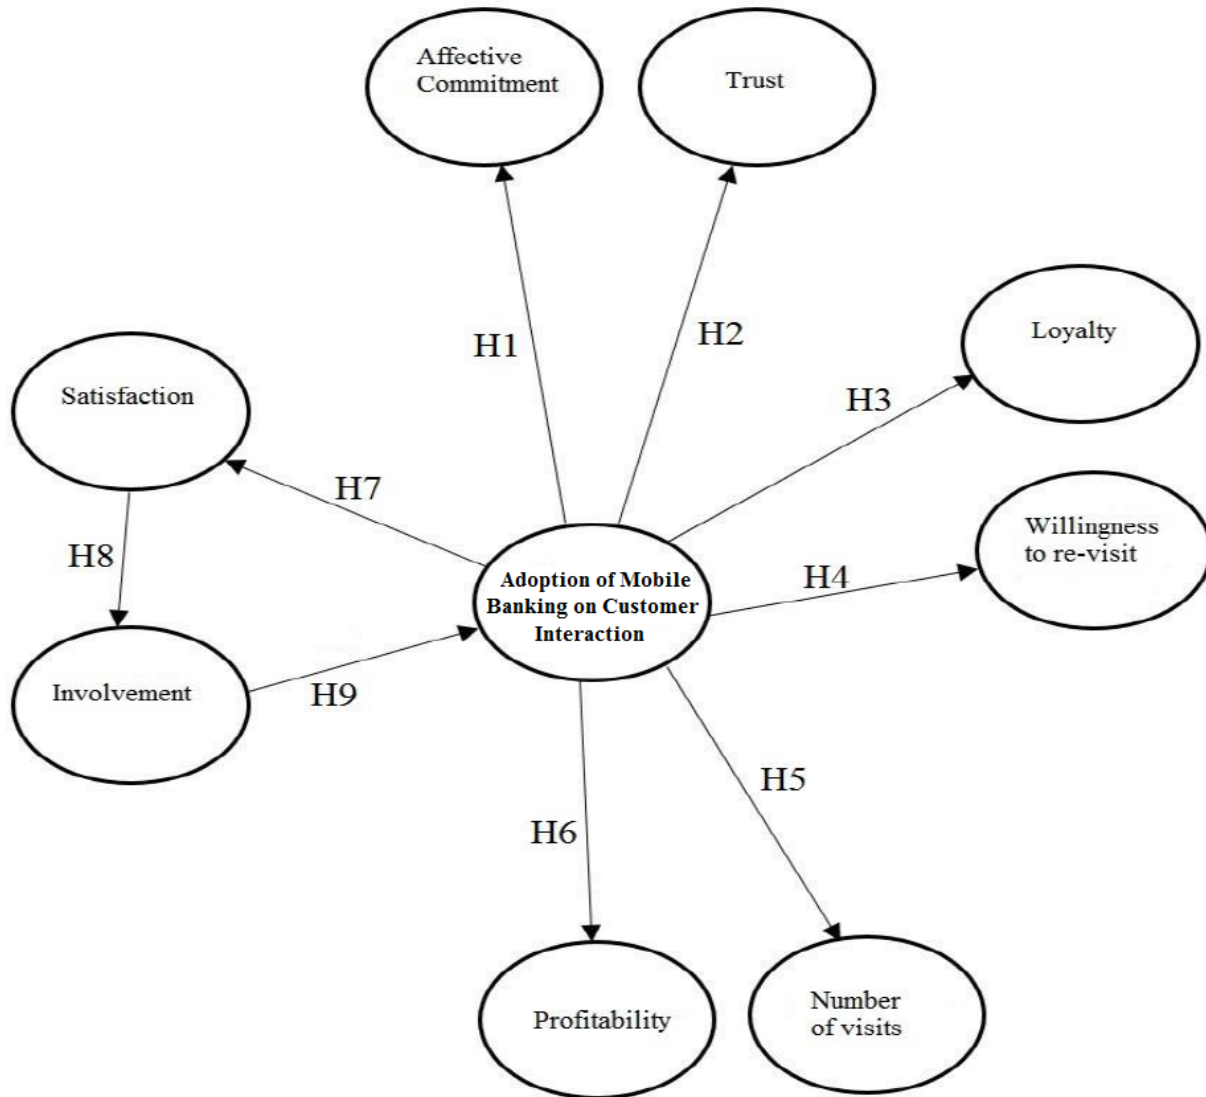 Affective
Commitment
Trust
H1
H2
Loyalty
H3
Satisfaction
H7
Willingness
to re-visit
H8
H4
Adoption of Mobile
Banking on Customer
Interaction
Involvement
H9
H5
H6
Profitability
Number
of visits